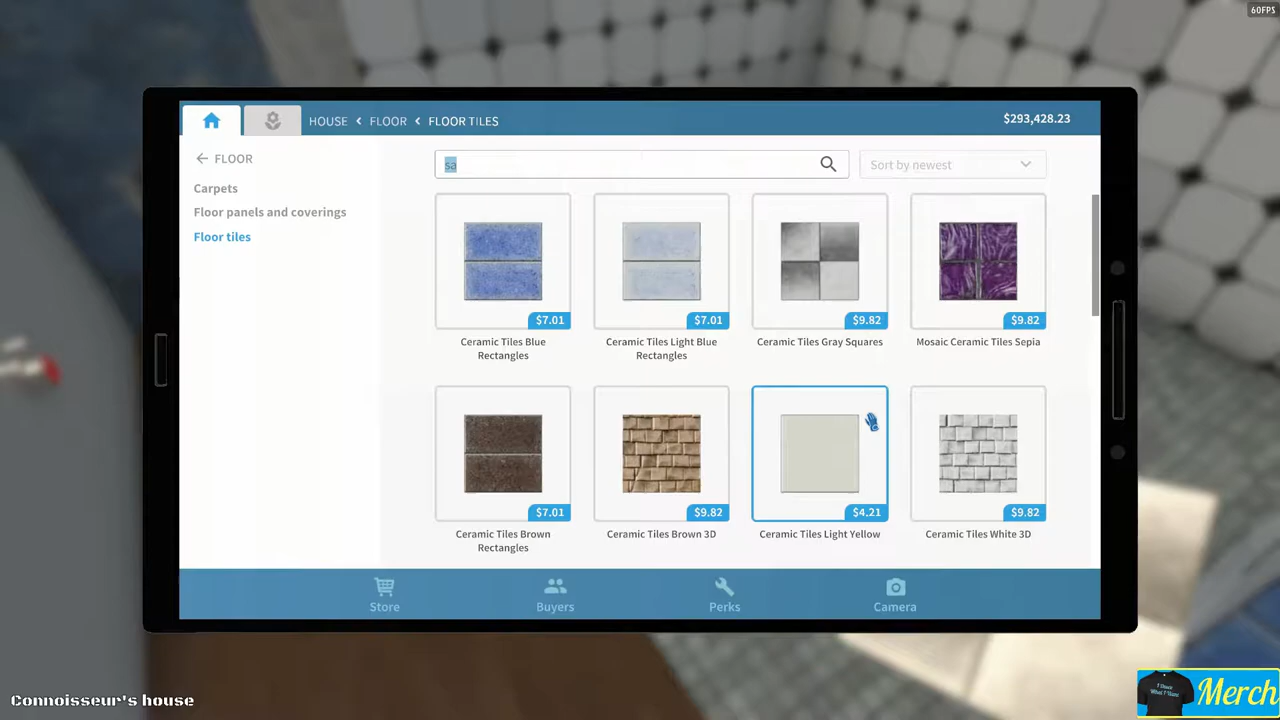 60FPS
HOUSE < FLOOR < FLOOR TILES
$293,428.23
FLOOR
sa
Sort by newest
Carpets
Floor panels and coverings
Floor tiles
$7.01
$7.01
$9.82
$9.82
Ceramic Tiles Blue Rectangles
Ceramic Tiles Light Blue Rectangles
Ceramic Tiles Gray Squares
Mosaic Ceramic Tiles Sepia
$7.01
$9.82
$4.21
$9.82
Ceramic Tiles Brown Rectangles
Ceramic Tiles Brown 3D
Ceramic Tiles Light Yellow
Ceramic Tiles White 3D
Store
Buyers
Perks
Camera
Connoisseur's house
Merch